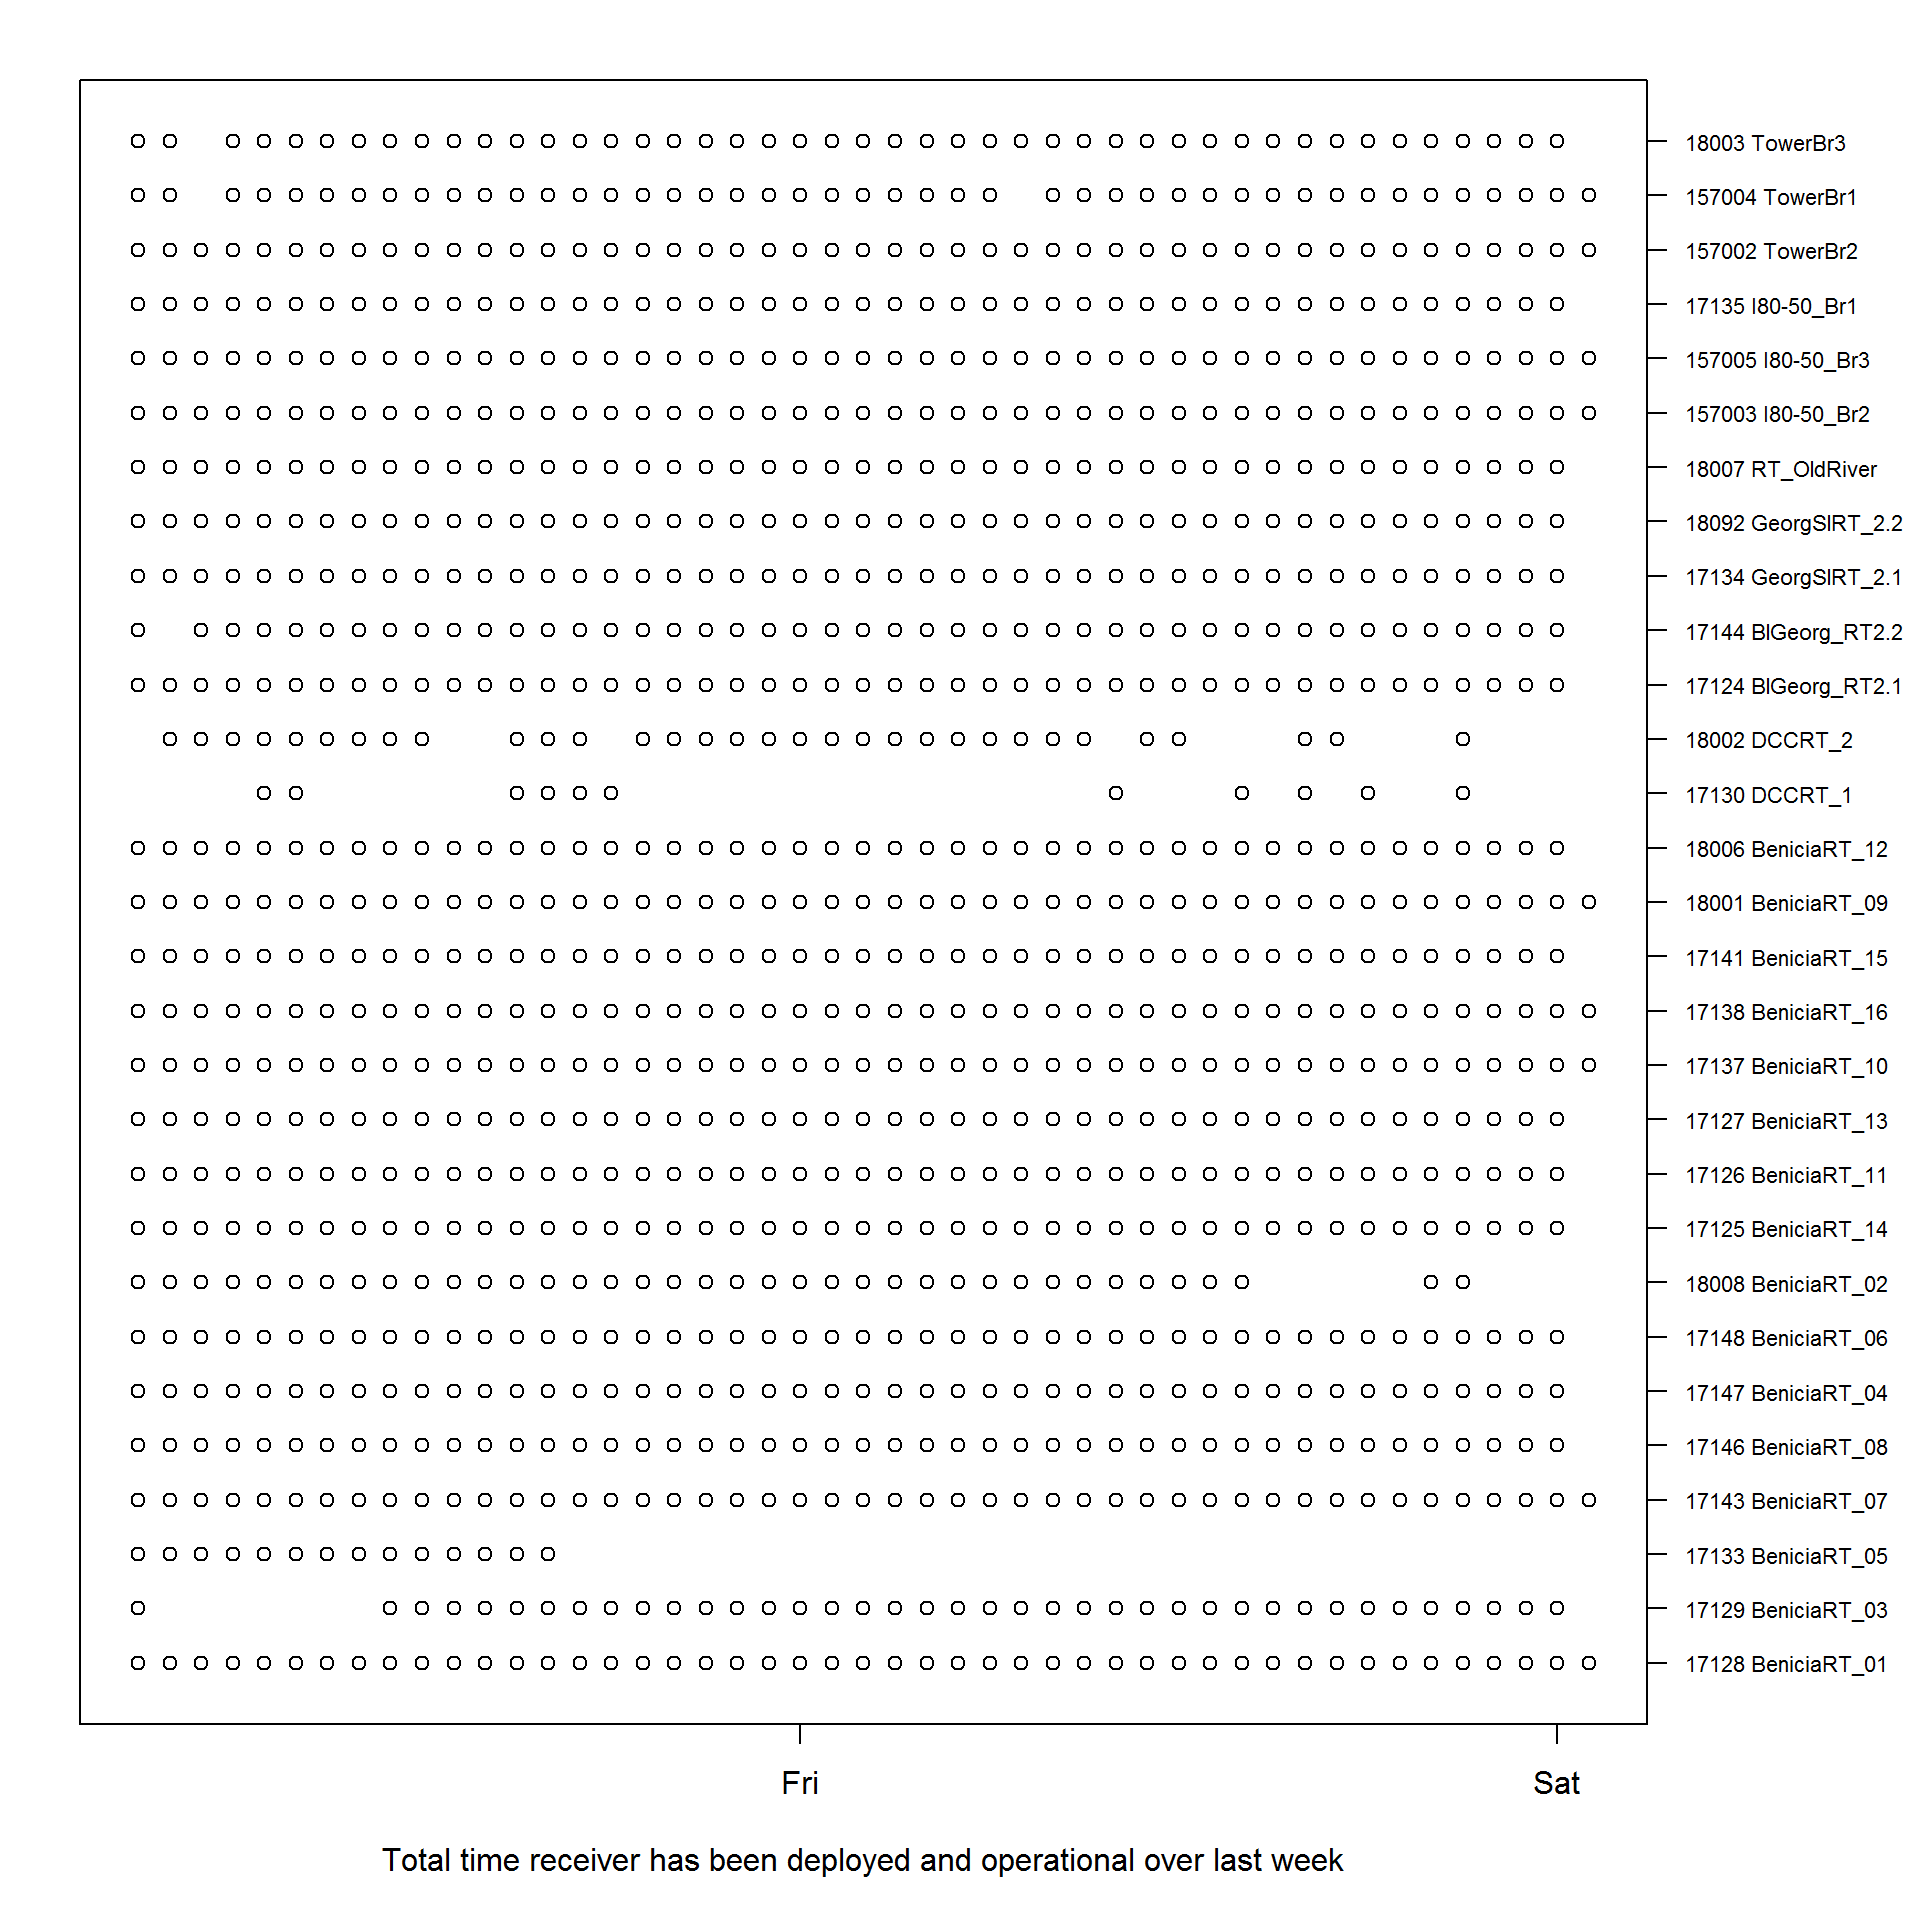 18003 TowerBr3
157004 TowerBr1
157002 TowerBr2
17135 I80-50_Br1
157005 I80-50_Br3
157003 I80-50_Br2
18007 RT_OldRiver
18092 GeorgSlRT_2.2
17134 GeorgSlRT_2.1
17144 BlGeorg_RT2.2
17124 BlGeorg_RT2.1
18002 DCCRT_2
17130 DCCRT_1
18006 BeniciaRT_12
18001 BeniciaRT_09
17141 BeniciaRT_15
17138 BeniciaRT_16
17137 BeniciaRT_10
17127 BeniciaRT_13
17126 BeniciaRT_11
17125 BeniciaRT_14
18008 BeniciaRT_02
17148 BeniciaRT_06
17147 BeniciaRT_04
17146 BeniciaRT_08
17143 BeniciaRT_07
17133 BeniciaRT_05
17129 BeniciaRT_03
17128 BeniciaRT_01
Fri Sat
Total time receiver has been deployed and operational over last week